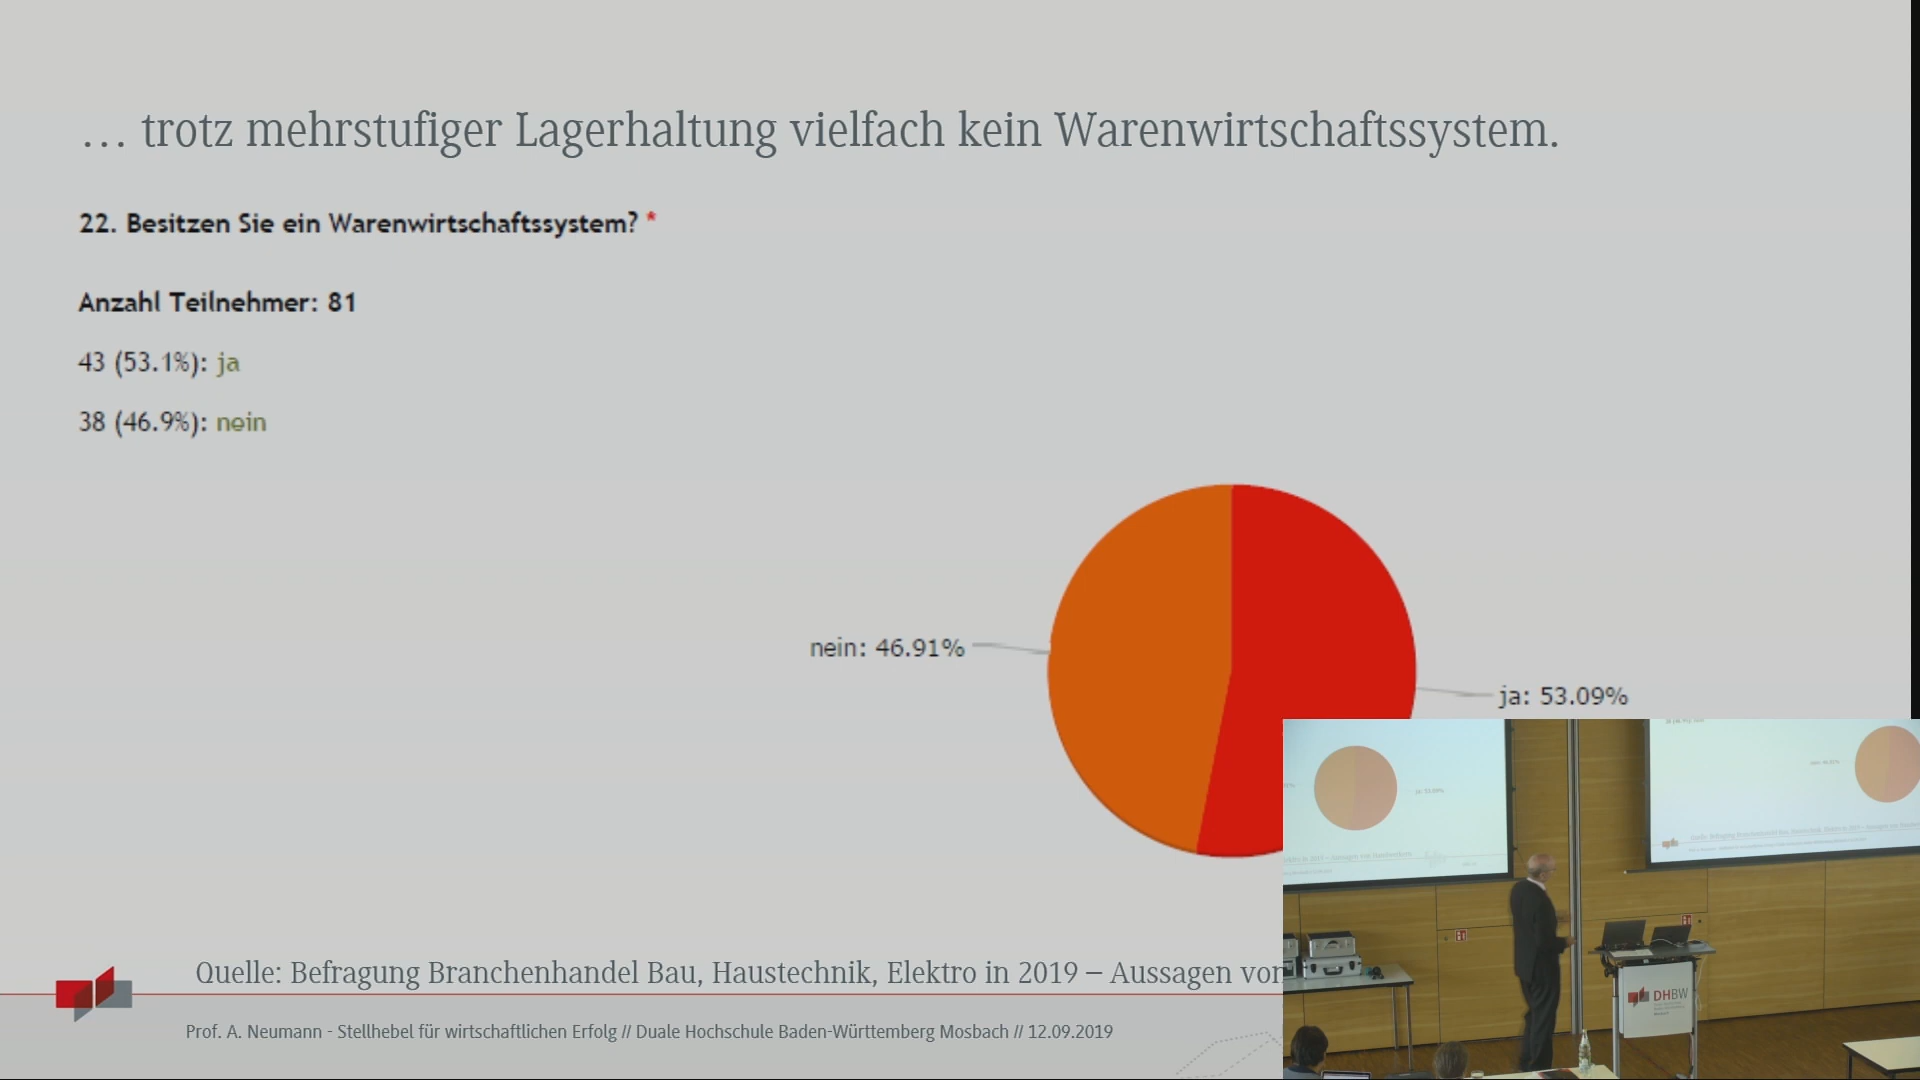 … trotz mehrstufiger Lagerhaltung vielfach kein Warenwirtschaftssystem.
22. Besitzen Sie ein Warenwirtschaftssystem? *
Anzahl Teilnehmer: 81
43 (53.1%): ja
38 (46.9%): nein
nein: 46.91%
ja: 53.09%
Quelle: Befragung Branchenhandel Bau, Haustechnik, Elektro in 2019 – Aussagen von
Prof. A. Neumann - Stellhebel für wirtschaftlichen Erfolg // Duale Hochschule Baden-Württemberg Mosbach // 12.09.2019
DHBW